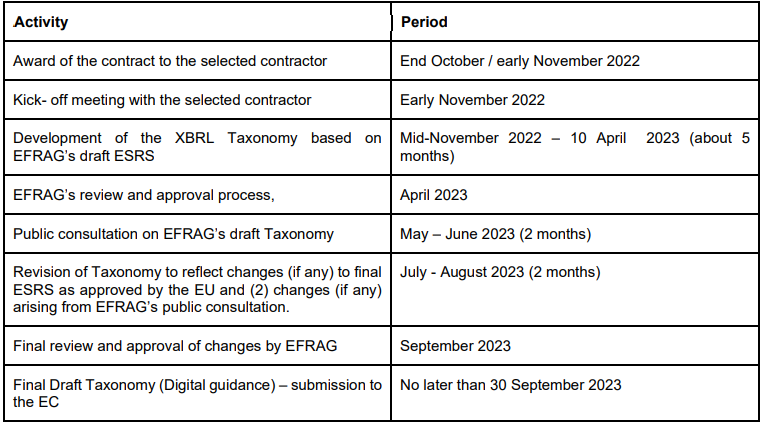 Activity
Period
Award of the contract to the selected contractor
End October / early November 2022
Kick- off meeting with the selected contractor
Early November 2022
Development of the XBRL Taxonomy based on
EFRAG's draft ESRS
Mid-November 2022 – 10 April 2023 (about 5
months)
EFRAG's review and approval process,
April 2023
Public consultation on EFRAG's draft Taxonomy
May – June 2023 (2 months)
Revision of Taxonomy to reflect changes (if any) to final
ESRS as approved by the EU and (2) changes (if any)
arising from EFRAG's public consultation.
July - August 2023 (2 months)
Final review and approval of changes by EFRAG
September 2023
Final Draft Taxonomy (Digital guidance) – submission to
the EC
No later than 30 September 2023